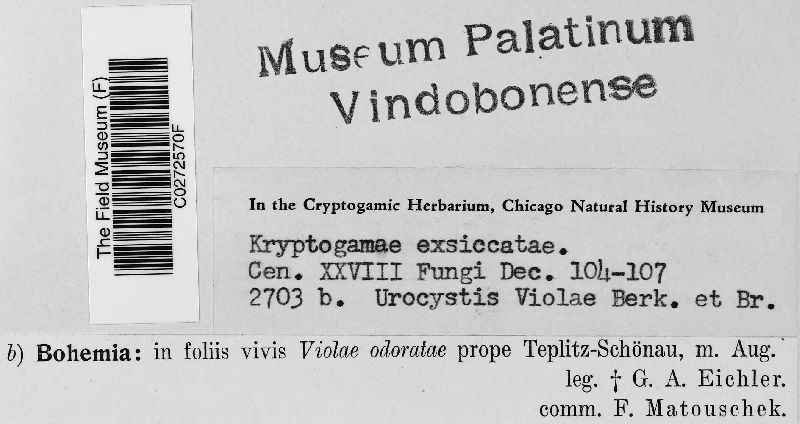 Museum Palatinum
Vindobonense
The Field Museum (F)
C0272570F
In the Cryptogamic Herbarium, Chicago Natural History Museum
Kryptogamae exsiccatae.
Cen. XXVIII Fungi Dec. 104-107
2703 b. Urocystis Violae Berk. et Br.
b) Bohemia: in foliis vivis Violae odoratae prope Teplitz-Schönau, m. Aug.
leg. † G. A. Eichler.
comm. F. Matouschek.